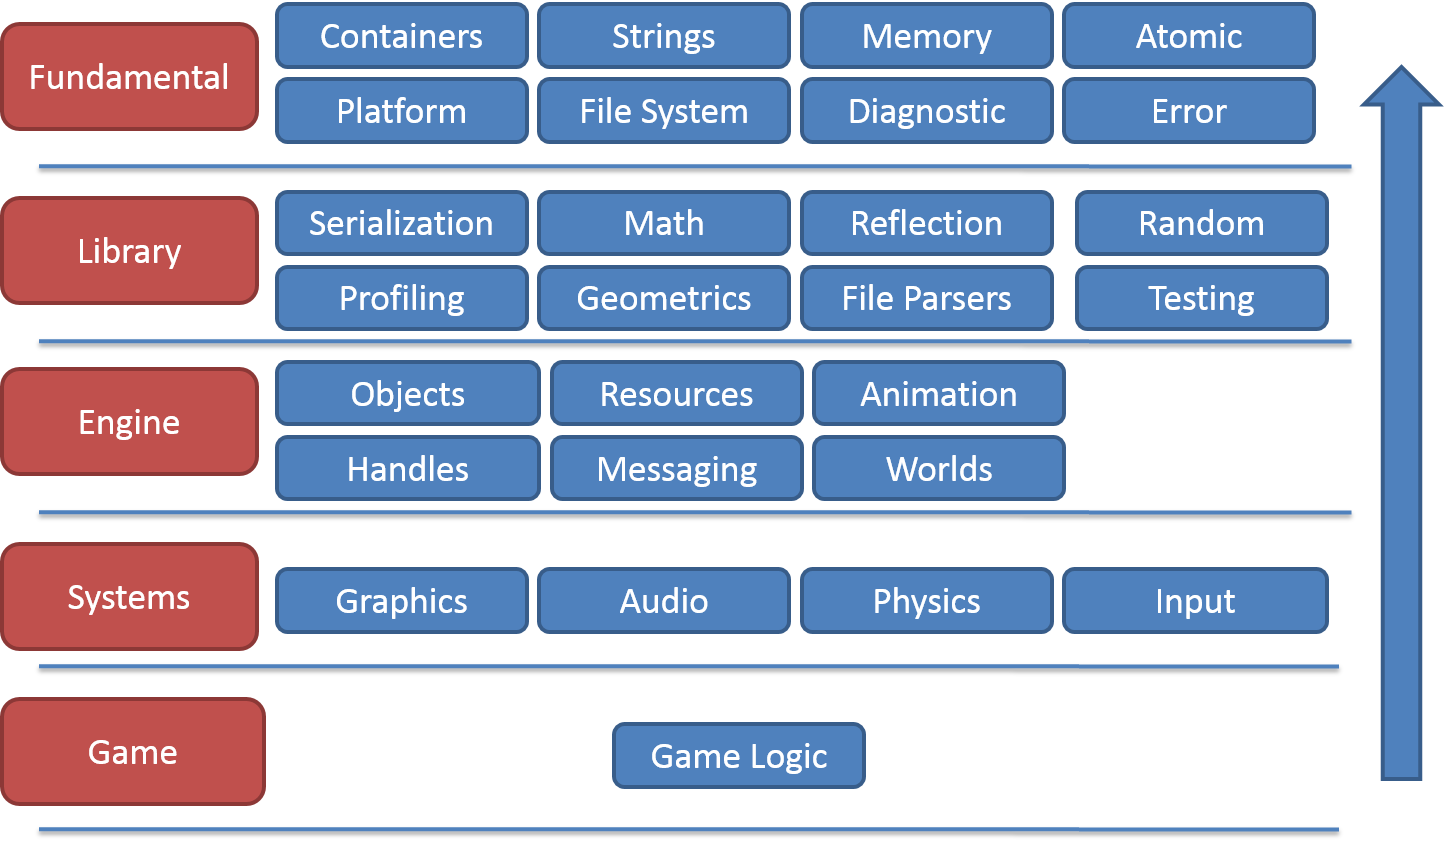 Fundamental
Containers
Strings
Memory
Atomic
Platform
File System
Diagnostic
Error
Library
Serialization
Math
Reflection
Random
Profiling
Geometrics
File Parsers
Testing
Engine
Objects
Resources
Animation
Handles
Messaging
Worlds
Systems
Graphics
Audio
Physics
Input
Game
Game Logic